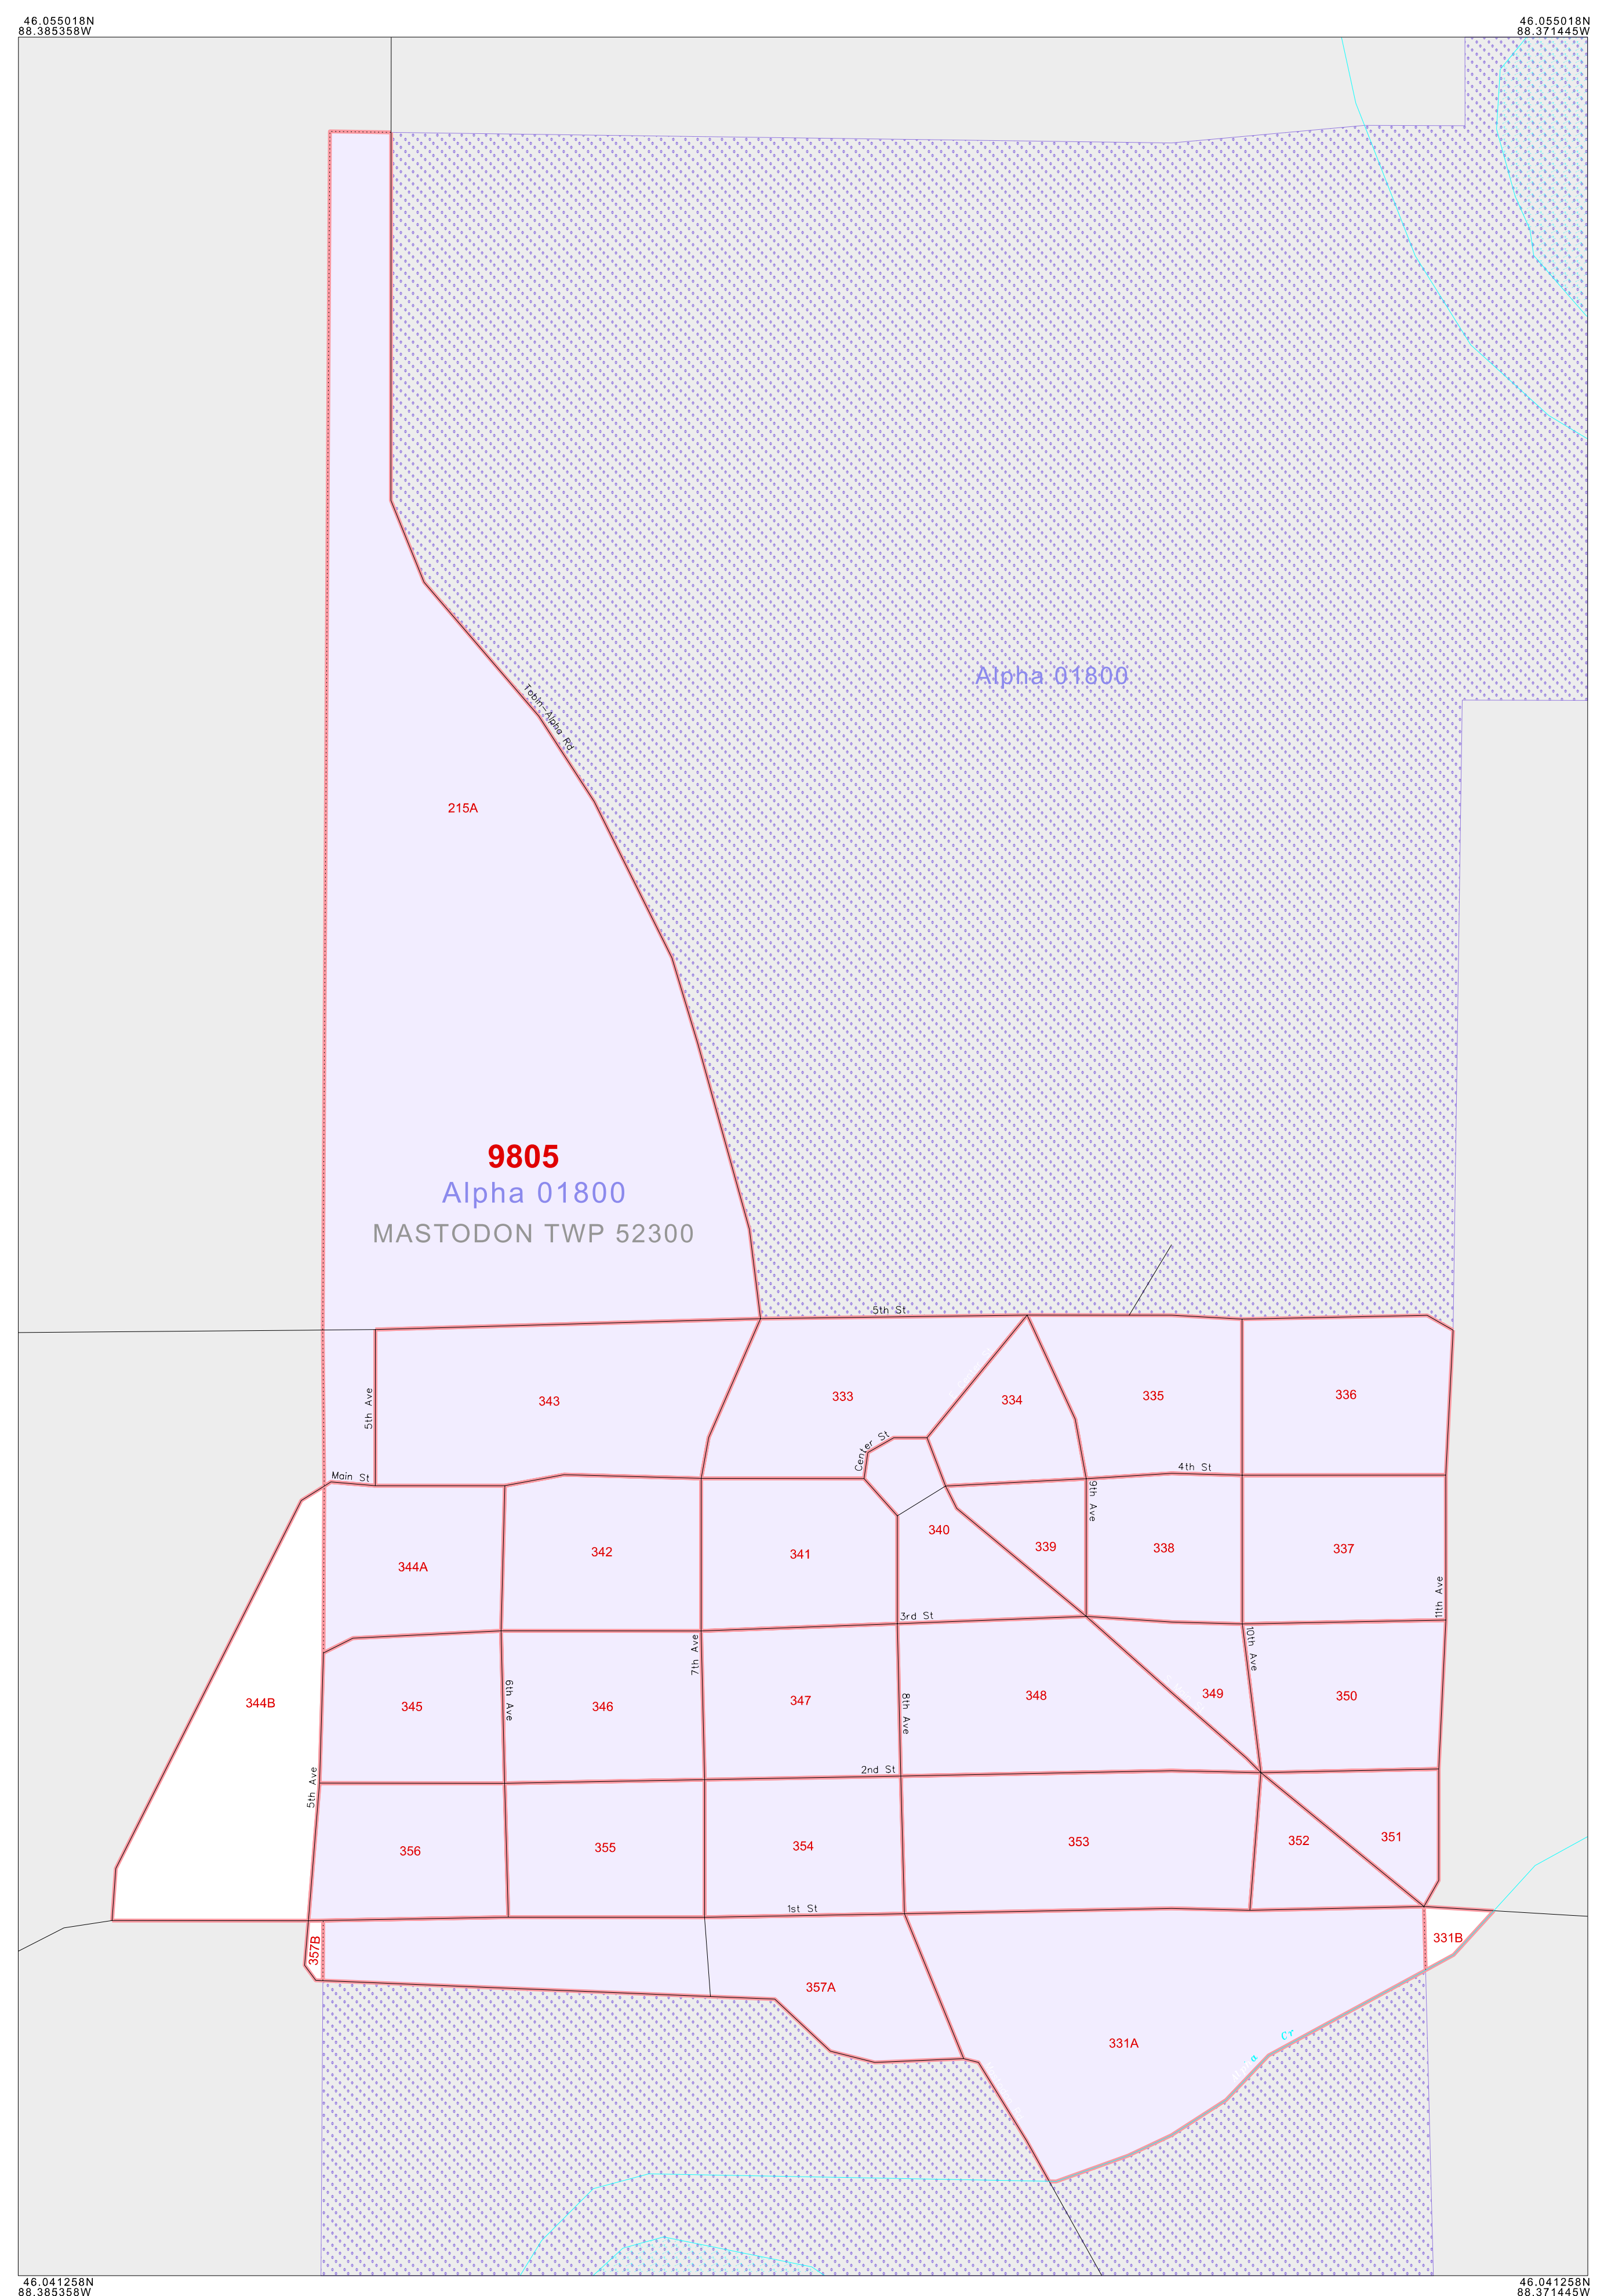 46.055018N
88.385358W
46.055018N
88.371445W
Alpha 01800
Tobin-Alpha Rd
215A
9805
Alpha 01800
MASTODON TWP 52300
5th St
5th Ave
343
333
334
335
336
Center St
Main St
4th St
9th Ave
344A
342
341
340
339
338
337
11th Ave
3rd St
7th Ave
10th Ave
6th Ave
8th Ave
344B
345
346
347
348
349
350
5th Ave
2nd St
356
355
354
353
352
351
1st St
357B
357A
331A
331B
Cr
46.041258N
88.385358W
46.041258N
88.371445W